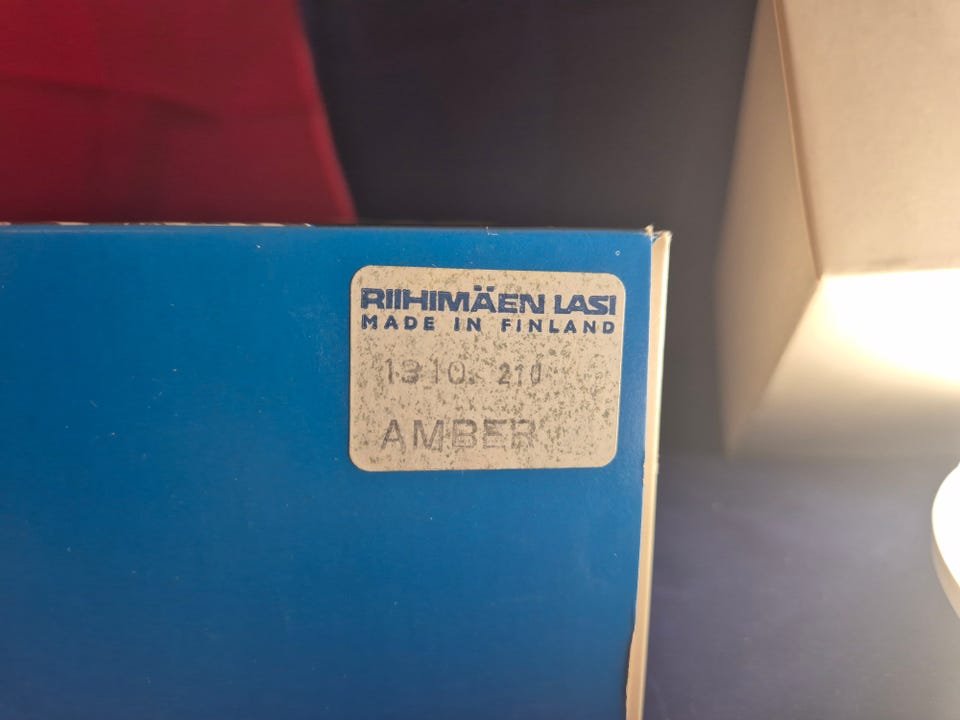 RIIHIMÄEN LASI
MADE IN FINLAND
1310. 210
AMBER